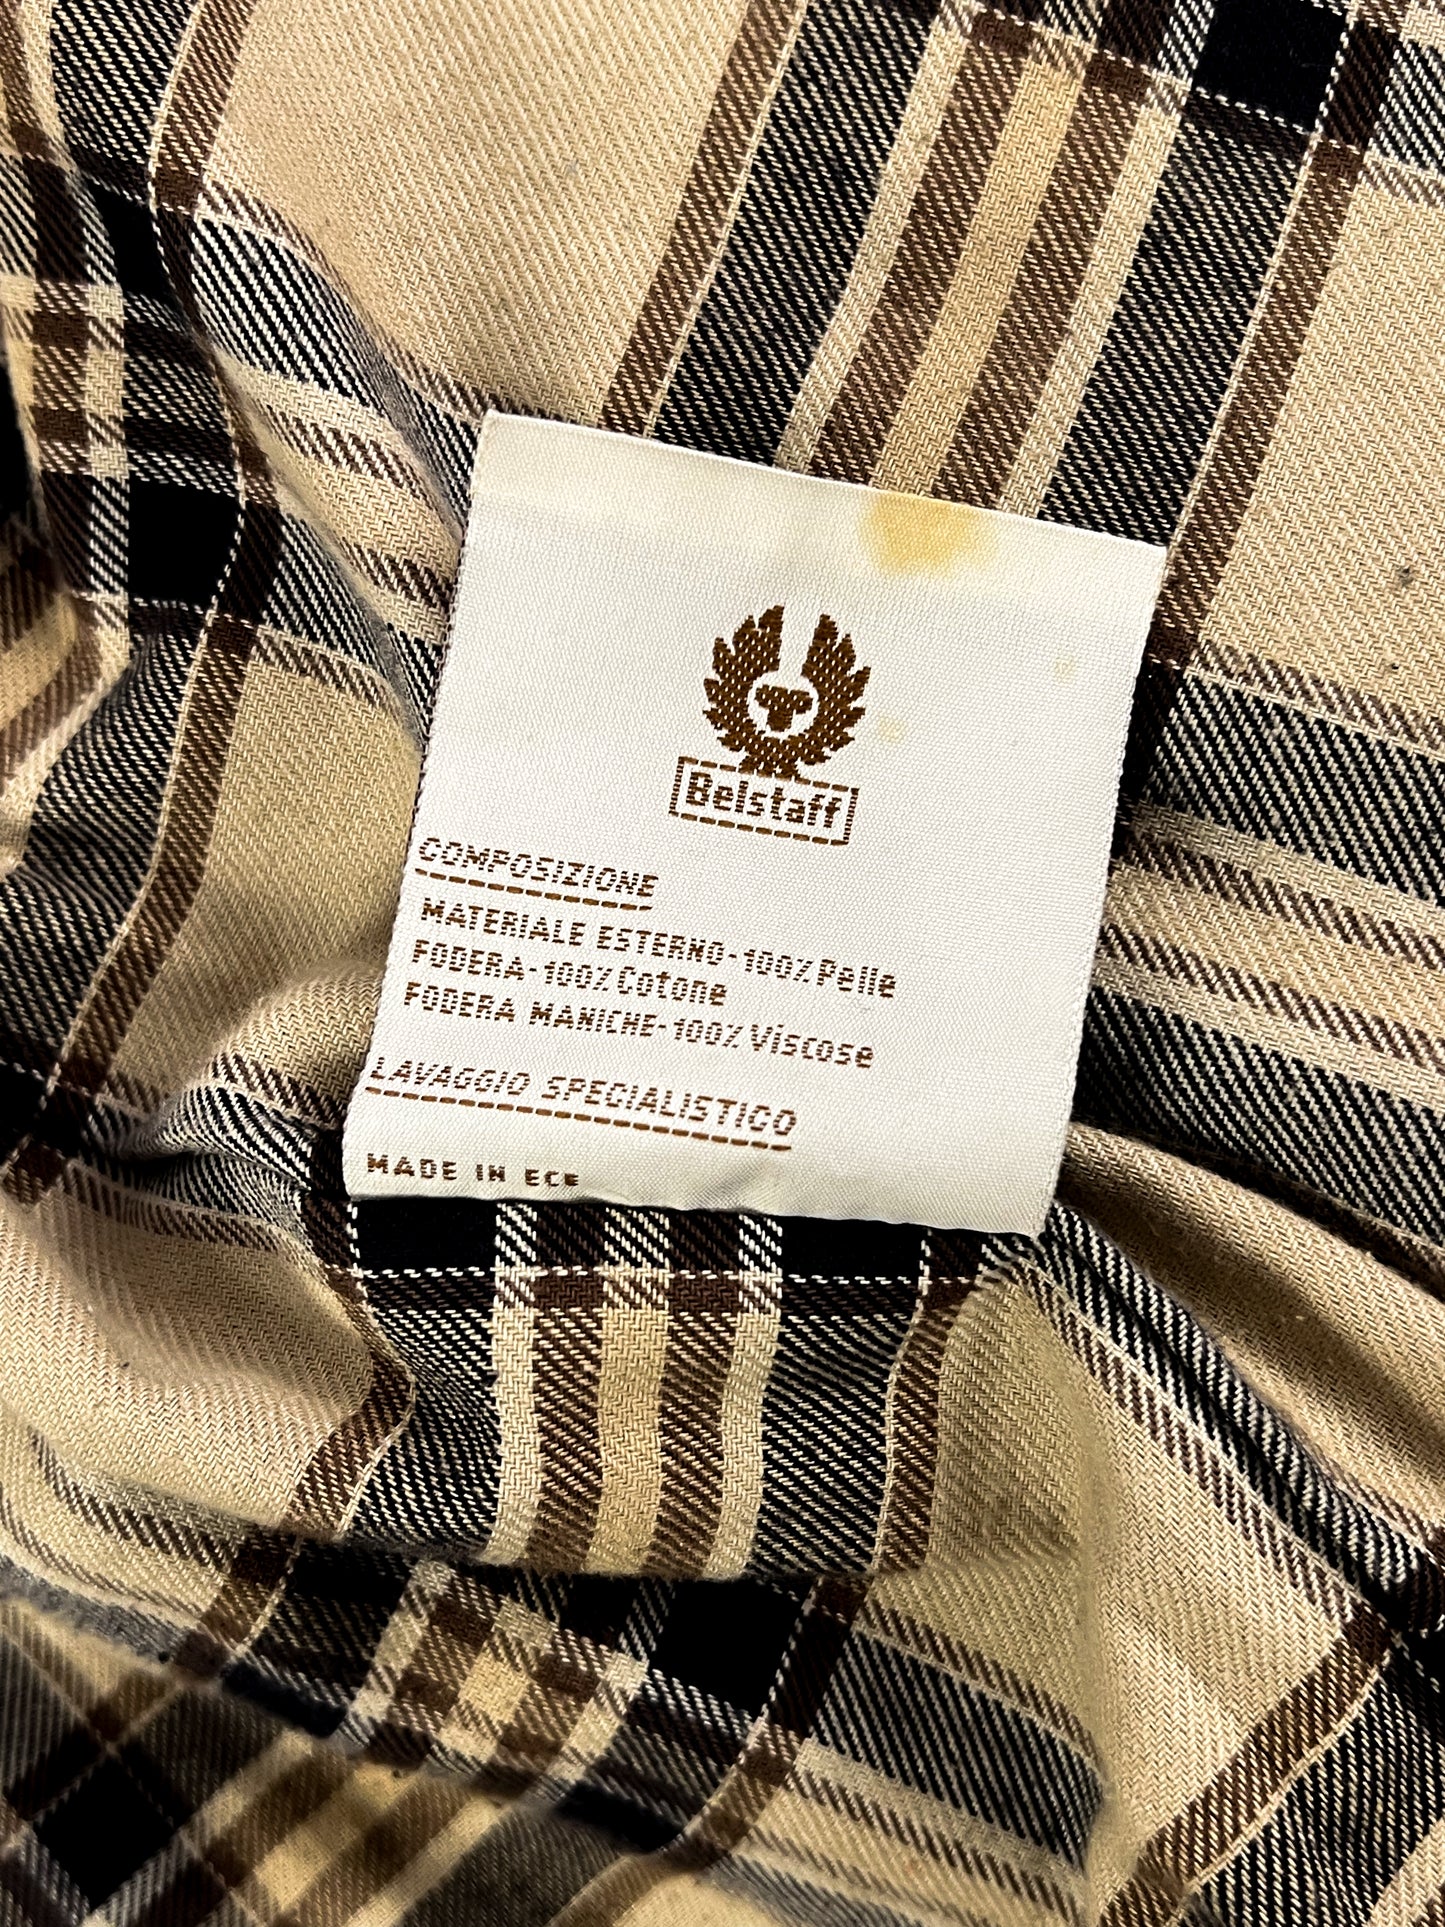 Belstaff
COMPOSIZIONE
MATERIALE ESTERNO-100% Pelle
FODERA-100% Cotone
FODERA MANICHE-100% Viscose
LAVAGGIO SPECIALISTICO
MADE IN ECE